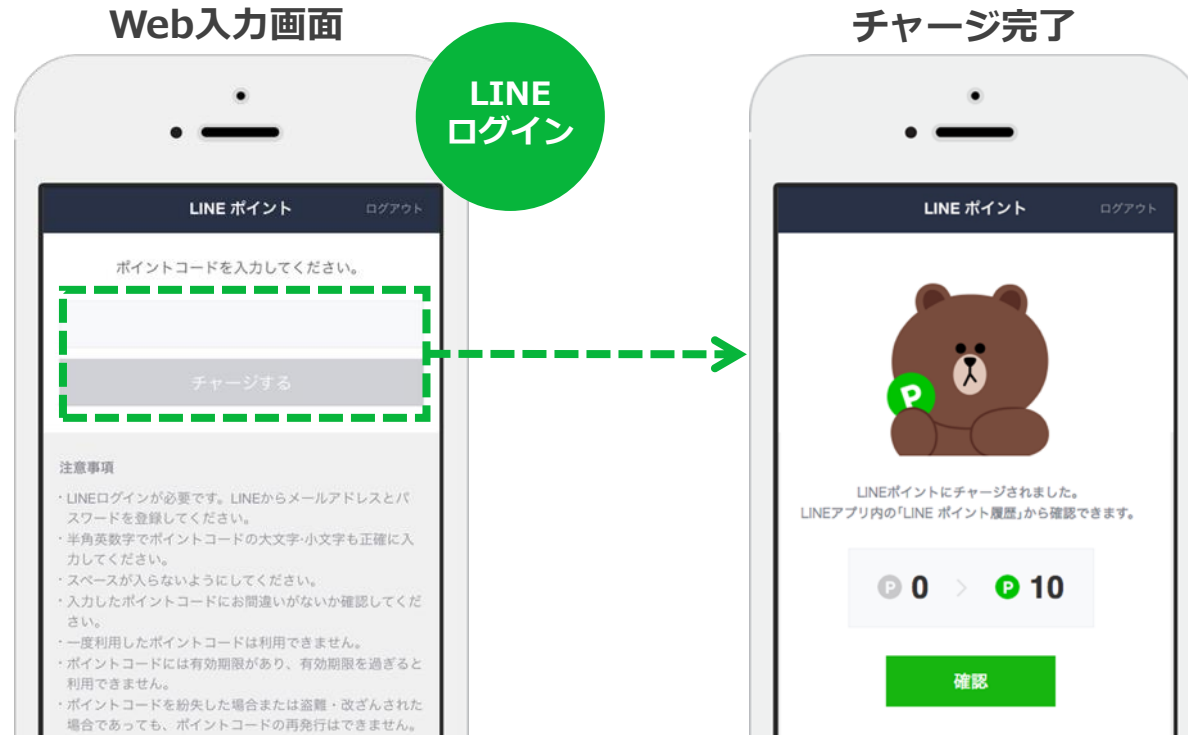 Web入力画面
LINE
ログイン
LINE ポイント
ログアウト
ポイントコードを入力してください。
チャージする
注意事項
・LINEログインが必要です。LINEからメールアドレスとパ
スワードを登録してください。
・半角英数字でポイントコードの大文字·小文字も正確に入
力してください。
・スペースが入らないようにしてください。
・入力したポイントコードにお間違いがないか確認してくだ
さい。
・一度利用したポイントコードは利用できません。
・ポイントコードには有効期限があり、有効期限を過ぎると
利用できません。
・ポイントコードを紛失した場合または盗難・改ざんされた
場合であっても、ポイントコードの再発行はできません。
チャージ完了
LINE ポイント
ログアウト
P
LINEポイントにチャージされました。
LINEアプリ内の「LINE ポイント履歴」から確認できます。
P 0 > P 10
確認